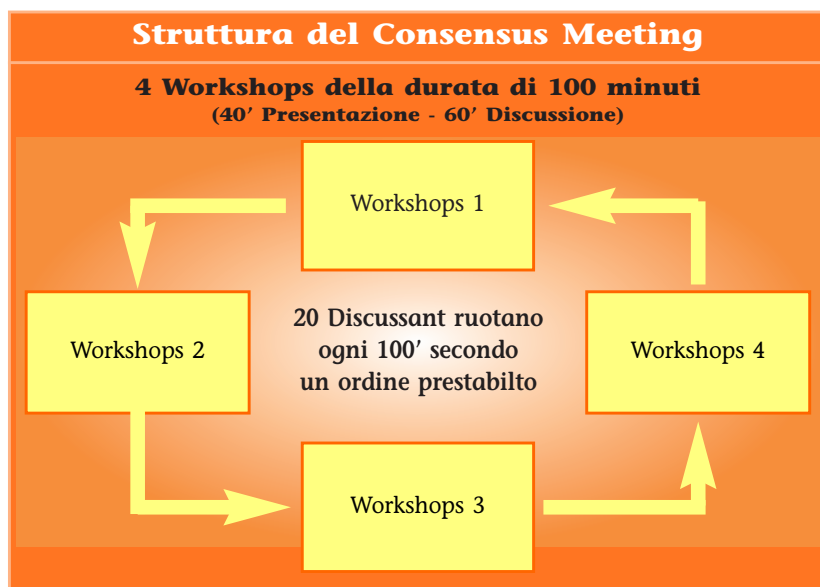 Struttura del Consensus Meeting
4 Workshops della durata di 100 minuti
(40’ Presentazione - 60’ Discussione)
Workshops 1
Workshops 2
20 Discussant ruotano
ogni 100’ secondo
un ordine prestabilto
Workshops 4
Workshops 3